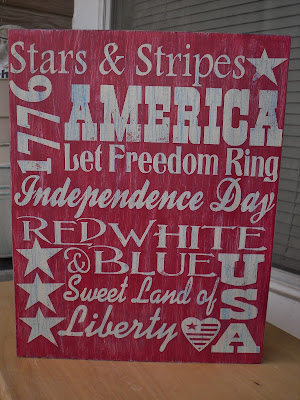 Stars & Stripes
1776
AMERICA
Let Freedom Ring
Independence Day
RED WHITE
& BLUE
USA
Sweet Land of
Liberty